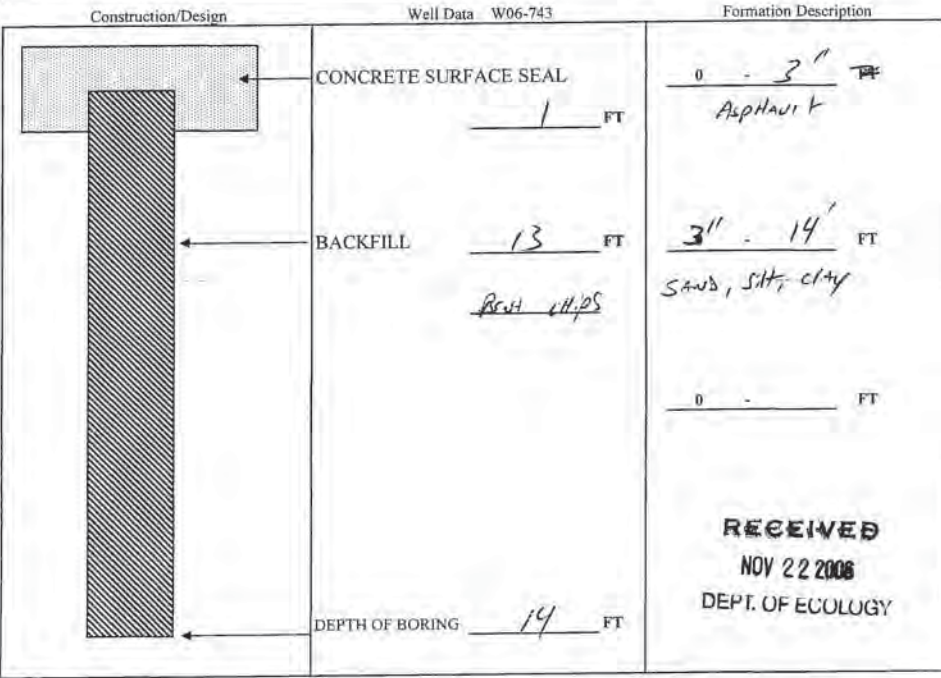 Construction/Design
Well Data W06-743
Formation Description
CONCRETE SURFACE SEAL
1 FT
0 - 3"
Asphault
BACKFILL 13 FT
Bent chips
3" - 14' FT
SAND, Silt, clAy
0 - FT
RECEIVED
NOV 22 2006
DEPT. OF ECOLOGY
DEPTH OF BORING 14 FT